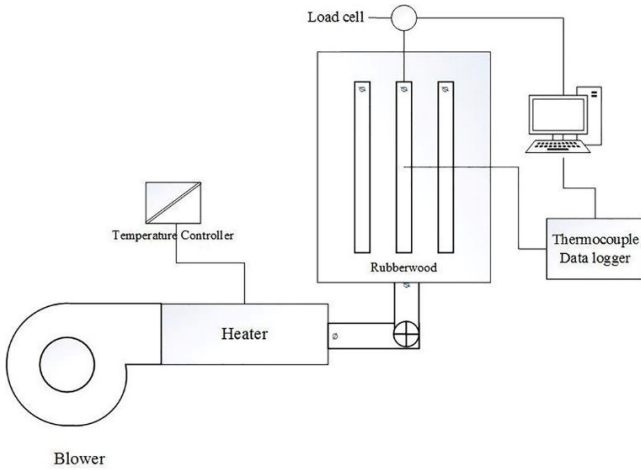 Load cell
Temperature Controller
Rubberwood
Thermocouple
Data logger
Heater
Blower